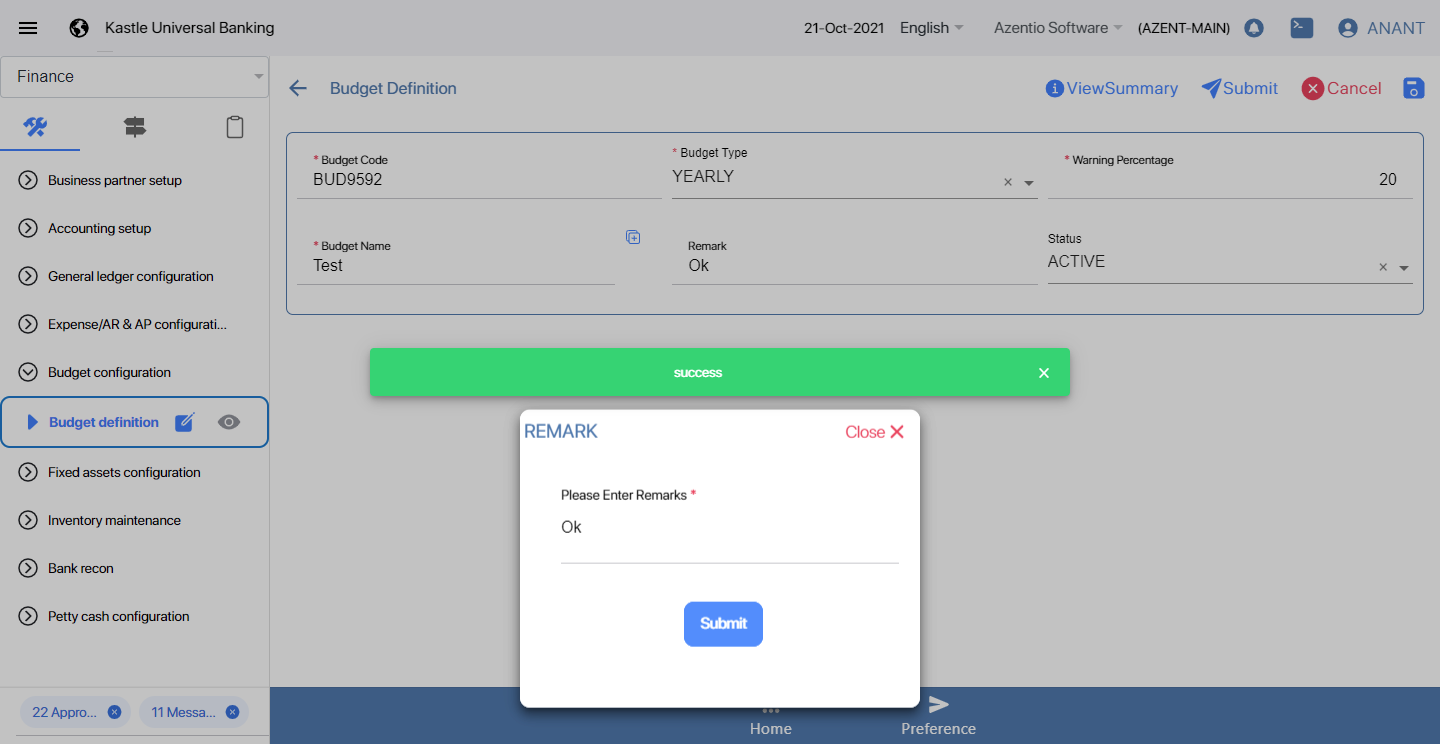 Kastle Universal Banking
21-Oct-2021
English
Azentio Software
(AZENT-MAIN)
ANANT
Finance
Business partner setup
Accounting setup
General ledger configuration
Expense/AR & AP configurati...
Budget configuration
Budget definition
Fixed assets configuration
Inventory maintenance
Bank recon
Petty cash configuration
22 Appro...
11 Messa...
Budget Definition
ViewSummary
Submit
Cancel
* Budget Code
BUD9592
* Budget Type
YEARLY
* Warning Percentage
20
* Budget Name
Test
Remark
Ok
Status
ACTIVE
success
REMARK
Close
Please Enter Remarks *
Ok
Submit
Home
Preference